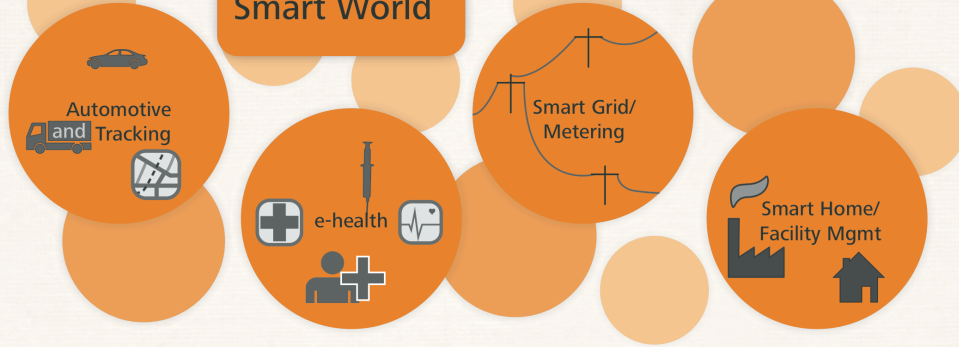 Smart World
Automotive
and Tracking
Smart Grid/
Metering
e-health
Smart Home/
Facility Mgmt